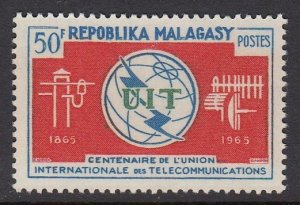 50F REPOBLIKA MALAGASY
POSTES
UIT
1865 1965
CENTENAIRE DE L'UNION
INTERNATIONALE DES TELECOMMUNICATIONS